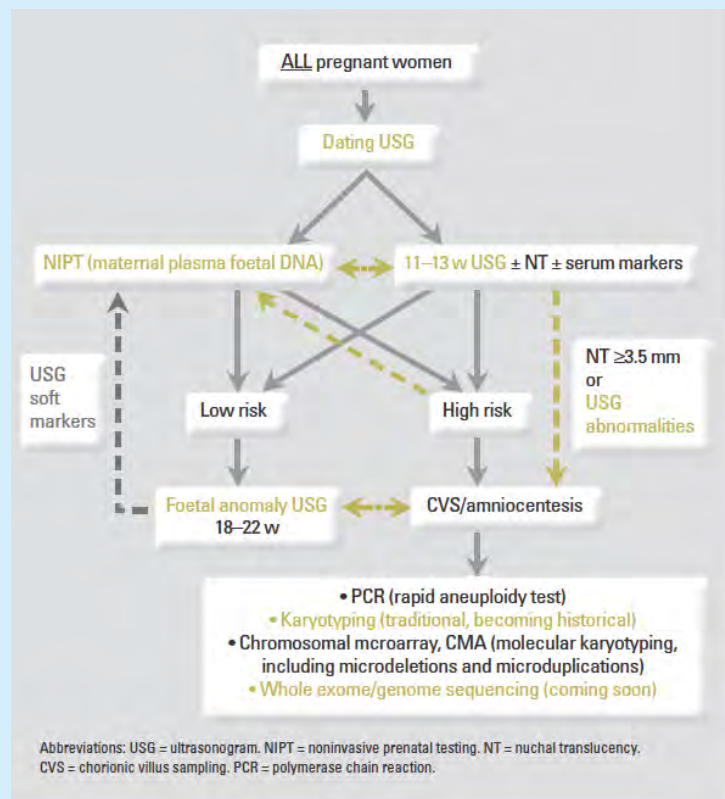 ALL pregnant women
Dating USG
NIPT (maternal plasma foetal DNA)
11–13 w USG ± NT ± serum markers
USG
soft
markers
NT ≥3.5 mm
or
USG
abnormalities
Low risk
High risk
Foetal anomaly USG
18–22 w
CVS/amniocentesis
•PCR (rapid aneuploidy test)
•Karyotyping (traditional, becoming historical)
•Chromosomal mcroarray, CMA (molecular karyotyping,
including microdeletions and microduplications)
•Whole exome/genome sequencing (coming soon)
Abbreviations: USG = ultrasonogram. NIPT = noninvasive prenatal testing. NT = nuchal translucency.
CVS = chorionic villus sampling. PCR = polymerase chain reaction.